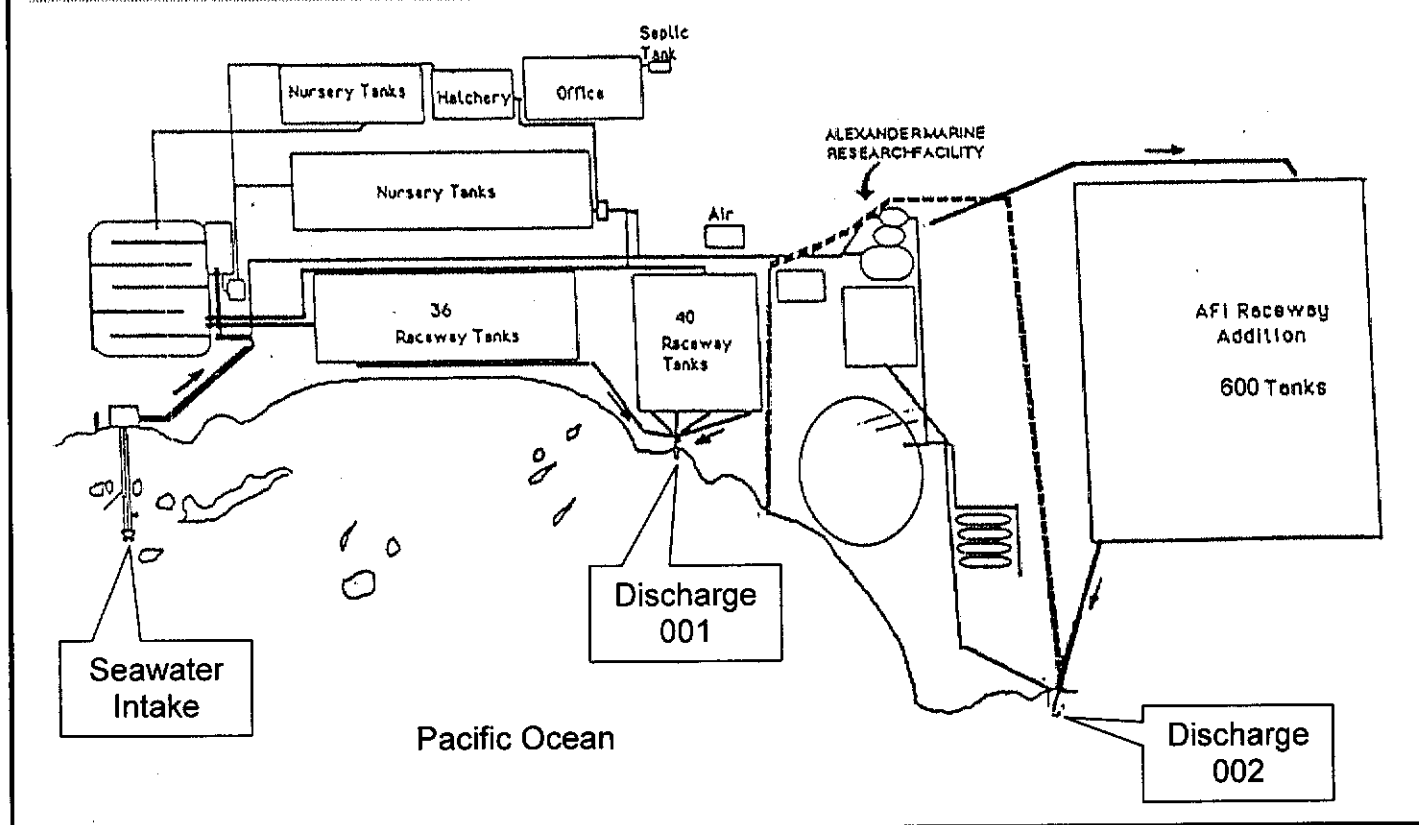 Septic
Tank
Nursery Tanks
Hatchery
Office
ALEXANDER MARINE
RESEARCH FACILITY
Nursery Tanks
Air
36
Raceway Tanks
40
Raceway
Tanks
AFI Raceway
Addition
600 Tanks
Discharge
001
Seawater
Intake
Pacific Ocean
Discharge
002